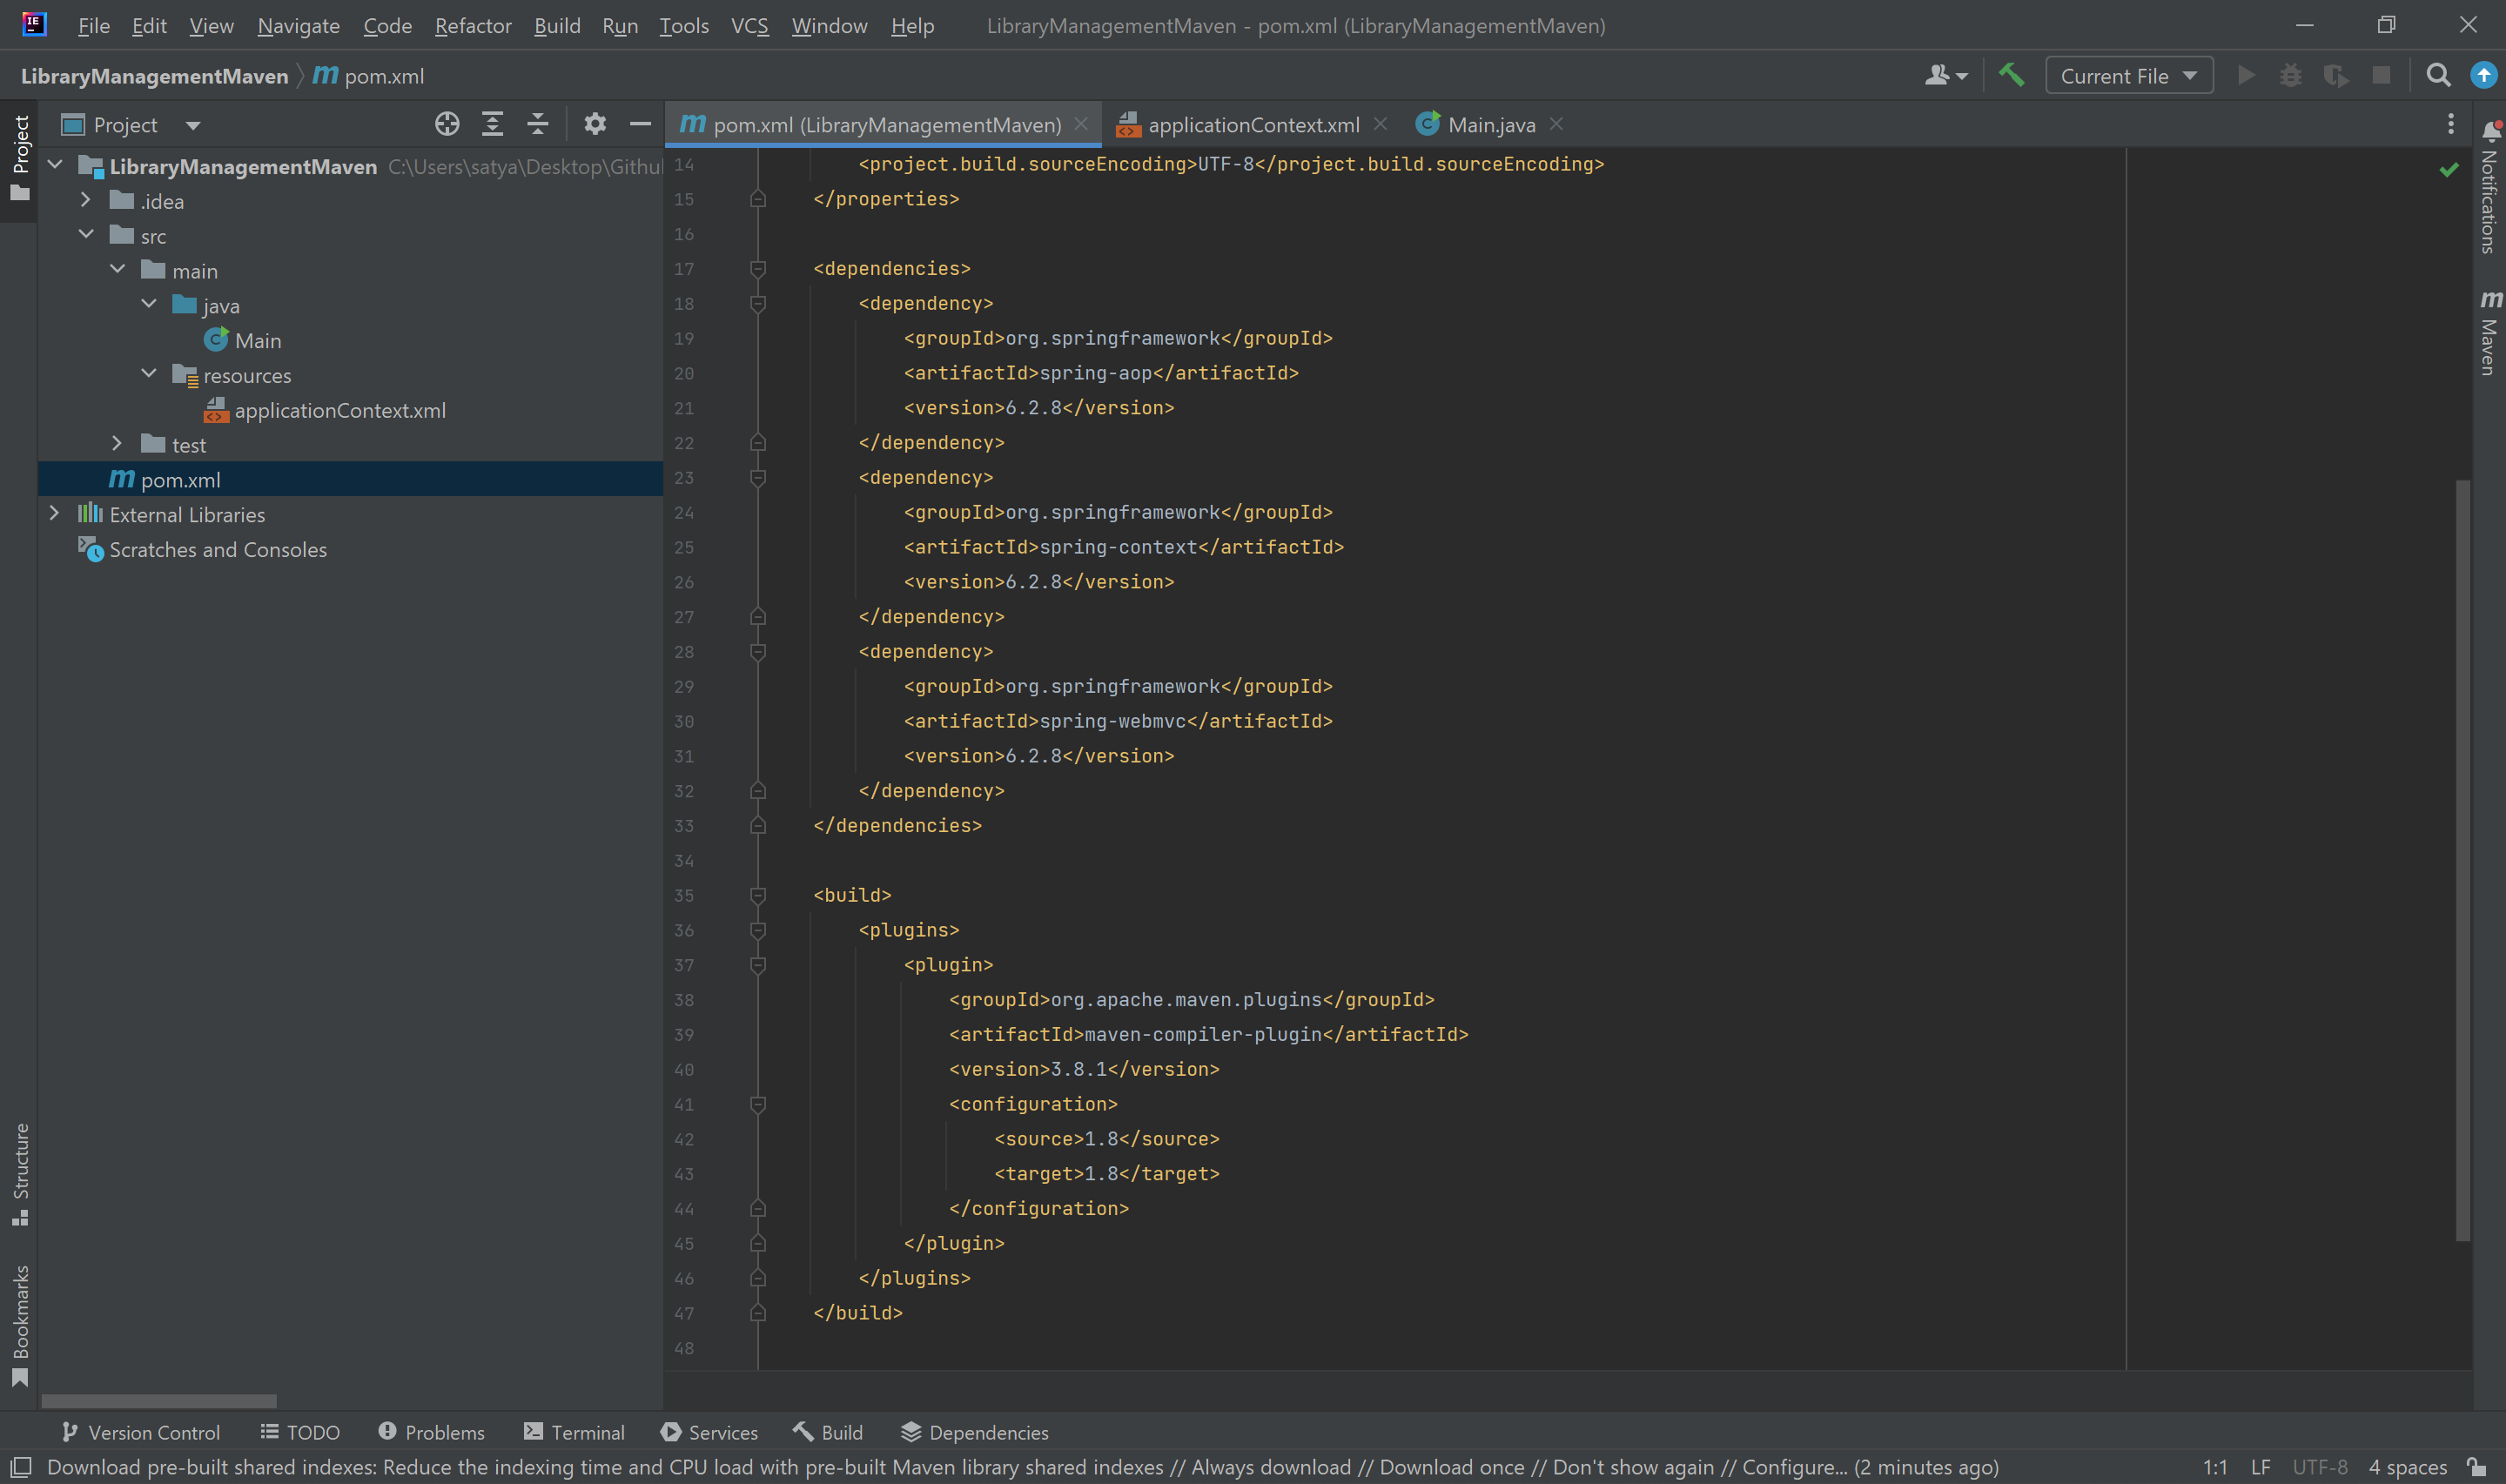 File Edit View Navigate Code Refactor Build Run Tools VCS Window Help LibraryManagementMaven - pom.xml (LibraryManagementMaven)
LibraryManagementMaven m pom.xml Current File
Project
Project
LibraryManagementMaven C:\Users\satya\Desktop\Githu
.idea
src
main
java
Main
resources
applicationContext.xml
test
m pom.xml
External Libraries
Scratches and Consoles
Structure
Bookmarks
m pom.xml (LibraryManagementMaven) applicationContext.xml Main.java
14 <project.build.sourceEncoding>UTF-8</project.build.sourceEncoding>
15 </properties>
16
17 <dependencies>
18 <dependency>
19 <groupId>org.springframework</groupId>
20 <artifactId>spring-aop</artifactId>
21 <version>6.2.8</version>
22 </dependency>
23 <dependency>
24 <groupId>org.springframework</groupId>
25 <artifactId>spring-context</artifactId>
26 <version>6.2.8</version>
27 </dependency>
28 <dependency>
29 <groupId>org.springframework</groupId>
30 <artifactId>spring-webmvc</artifactId>
31 <version>6.2.8</version>
32 </dependency>
33 </dependencies>
34
35 <build>
36 <plugins>
37 <plugin>
38 <groupId>org.apache.maven.plugins</groupId>
39 <artifactId>maven-compiler-plugin</artifactId>
40 <version>3.8.1</version>
41 <configuration>
42 <source>1.8</source>
43 <target>1.8</target>
44 </configuration>
45 </plugin>
46 </plugins>
47 </build>
48
Notifications
m Maven
Version Control TODO Problems Terminal Services Build Dependencies
Download pre-built shared indexes: Reduce the indexing time and CPU load with pre-built Maven library shared indexes // Always download // Download once // Don't show again // Configure... (2 minutes ago) 1:1 LF UTF-8 4 spaces